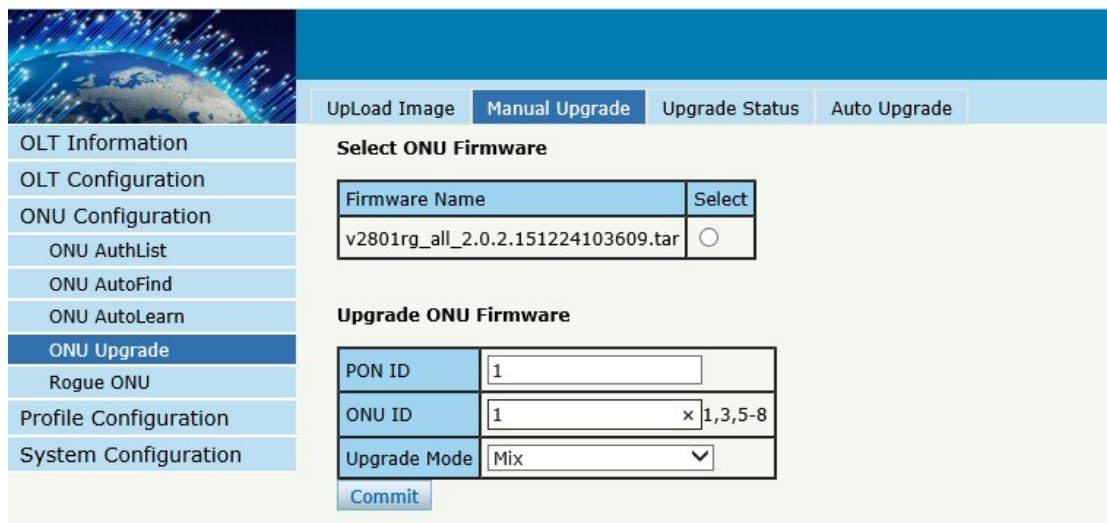 UpLoad Image Manual Upgrade Upgrade Status Auto Upgrade
OLT Information
OLT Configuration
ONU Configuration
ONU AuthList
ONU AutoFind
ONU AutoLearn
ONU Upgrade
Rogue ONU
Profile Configuration
System Configuration
Select ONU Firmware
Firmware Name Select
v2801rg_all_2.0.2.151224103609.tar
Upgrade ONU Firmware
PON ID 1
ONU ID 1 × 1,3,5-8
Upgrade Mode Mix
Commit